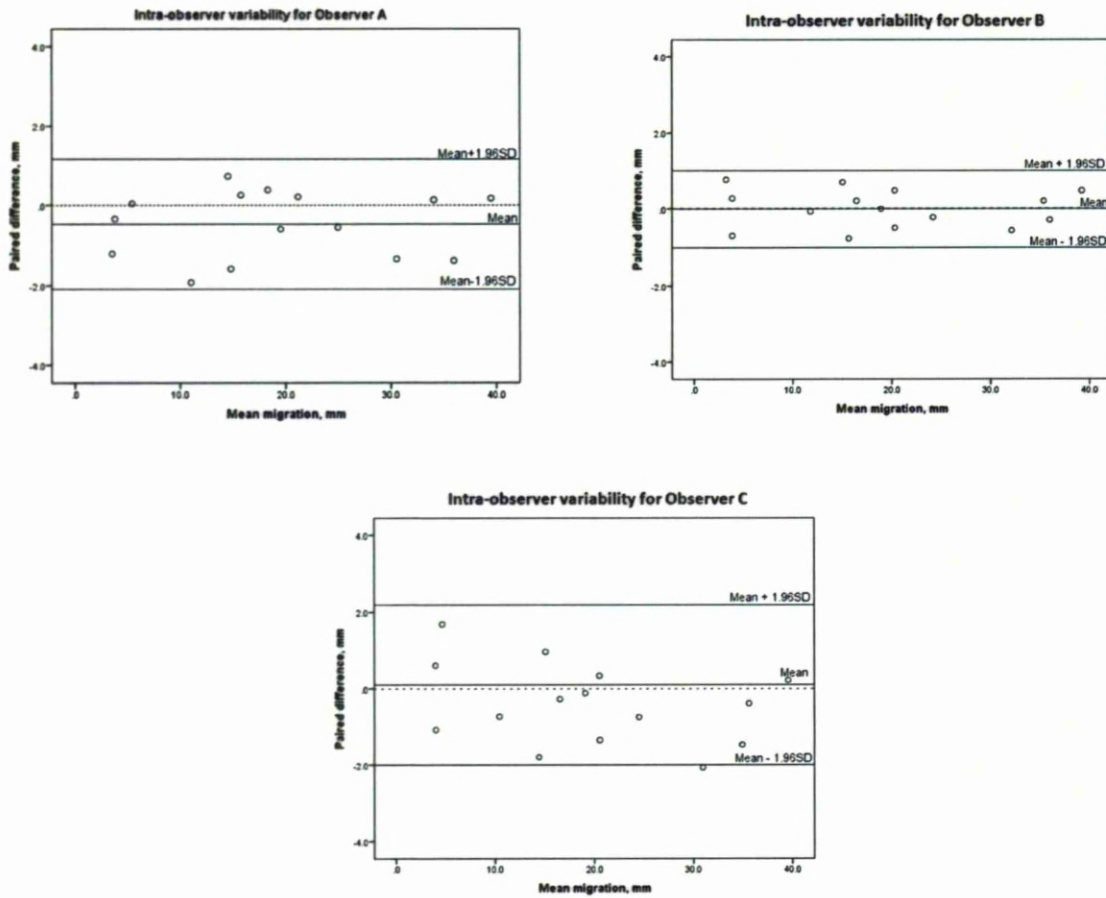 Intra-observer variability for Observer A
4.0
2.0
.0
-2.0
-4.0
Paired difference, mm
Mean+1.96SD
Mean
Mean-1.96SD
.0 10.0 20.0 30.0 40.0
Mean migration, mm
Intra-observer variability for Observer B
4.0
2.0
.0
-2.0
-4.0
Paired difference, mm
Mean + 1.96SD
Mean
Mean - 1.96SD
.0 10.0 20.0 30.0 40.0
Mean migration, mm
Intra-observer variability for Observer C
4.0
2.0
.0
-2.0
-4.0
Paired difference, mm
Mean + 1.96SD
Mean
Mean - 1.96SD
.0 10.0 20.0 30.0 40.0
Mean migration, mm